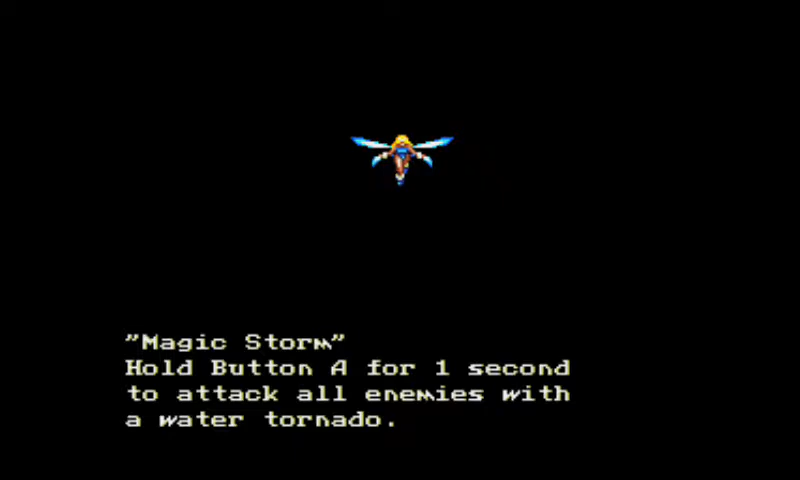 "Magic Storm"
Hold Button A for 1 second
to attack all enemies with
a water tornado.